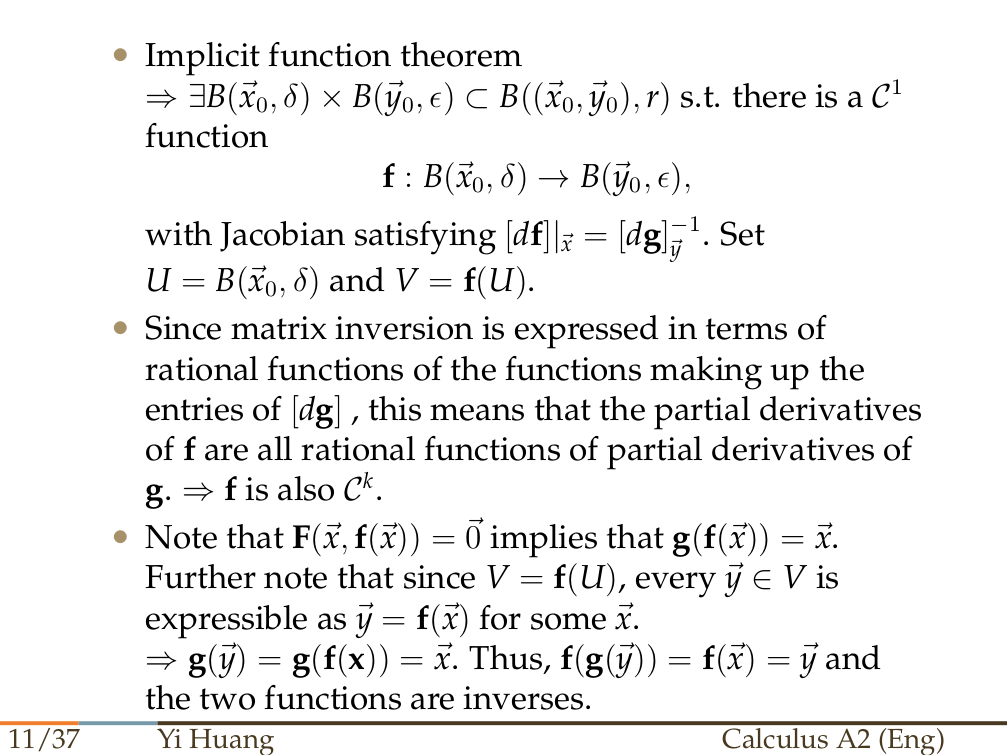 • Implicit function theorem
⇒ ∃B(x⃗₀, δ) × B(y⃗₀, ϵ) ⊂ B((x⃗₀, y⃗₀), r) s.t. there is a 𝒞¹
function
𝐟 : B(x⃗₀, δ) → B(y⃗₀, ϵ),
with Jacobian satisfying [d𝐟]|_x⃗ = [d𝐠]_y⃗^−1. Set
U = B(x⃗₀, δ) and V = 𝐟(U).
• Since matrix inversion is expressed in terms of
rational functions of the functions making up the
entries of [d𝐠] , this means that the partial derivatives
of 𝐟 are all rational functions of partial derivatives of
𝐠. ⇒ 𝐟 is also 𝒞ᵏ.
• Note that 𝐅(x⃗, 𝐟(x⃗)) = 0⃗ implies that 𝐠(𝐟(x⃗)) = x⃗.
Further note that since V = 𝐟(U), every y⃗ ∈ V is
expressible as y⃗ = 𝐟(x⃗) for some x⃗.
⇒ 𝐠(y⃗) = 𝐠(𝐟(𝐱)) = x⃗. Thus, 𝐟(𝐠(y⃗)) = 𝐟(x⃗) = y⃗ and
the two functions are inverses.
11/37 Yi Huang Calculus A2 (Eng)